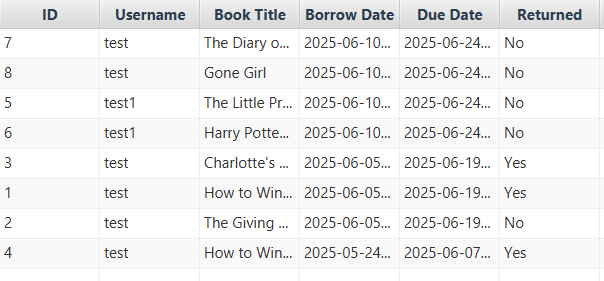 ID Username Book Title Borrow Date Due Date Returned
7 test The Diary o... 2025-06-10... 2025-06-24... No
8 test Gone Girl 2025-06-10... 2025-06-24... No
5 test1 The Little Pr... 2025-06-10... 2025-06-24... No
6 test1 Harry Potte... 2025-06-10... 2025-06-24... No
3 test Charlotte's ... 2025-06-05... 2025-06-19... Yes
1 test How to Win... 2025-06-05... 2025-06-19... Yes
2 test The Giving ... 2025-06-05... 2025-06-19... No
4 test How to Win... 2025-05-24... 2025-06-07... Yes